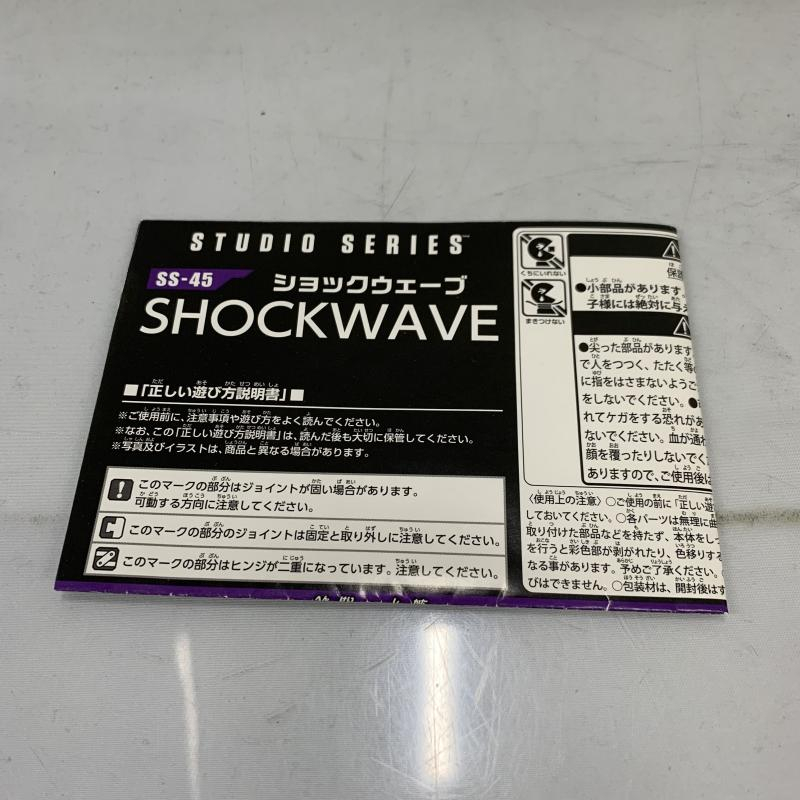 STUDIO SERIES™
SS-45
ショックウェーブ
SHOCKWAVE
■「正しい遊び方説明書」■
※ご使用前に、注意事項や遊び方をよく読んでください。
※なお、この「正しい遊び方説明書」は、読んだ後も大切に保管してください。
※写真及びイラストは、商品と異なる場合があります。
このマークの部分はジョイントが固い場合があります。
可動する方向に注意してください。
このマークの部分のジョイントは固定と取り外しに注意してください。
このマークの部分はヒンジが二重になっています。注意してください。
くちにいれない
まきつけない
●小部品があります
子様には絶対に与え
●尖った部品があります
で人をつつく、たたく等
に指をはさまないようご
をしないでください。●
れてケガをする恐れがあ
ないでください。血が通
顔を覆ったりしないでく
ありますので、ご使用後は
〈使用上の注意〉○ご使用の前に「正しい遊
しておいてください。○各パーツは無理に曲
取り付けた部品などを持たず、本体をし
を行うと彩色部が剥がれたり、色移りする
なる事があります。予めご了承ください。
びはできません。○包装材は、開封後はす